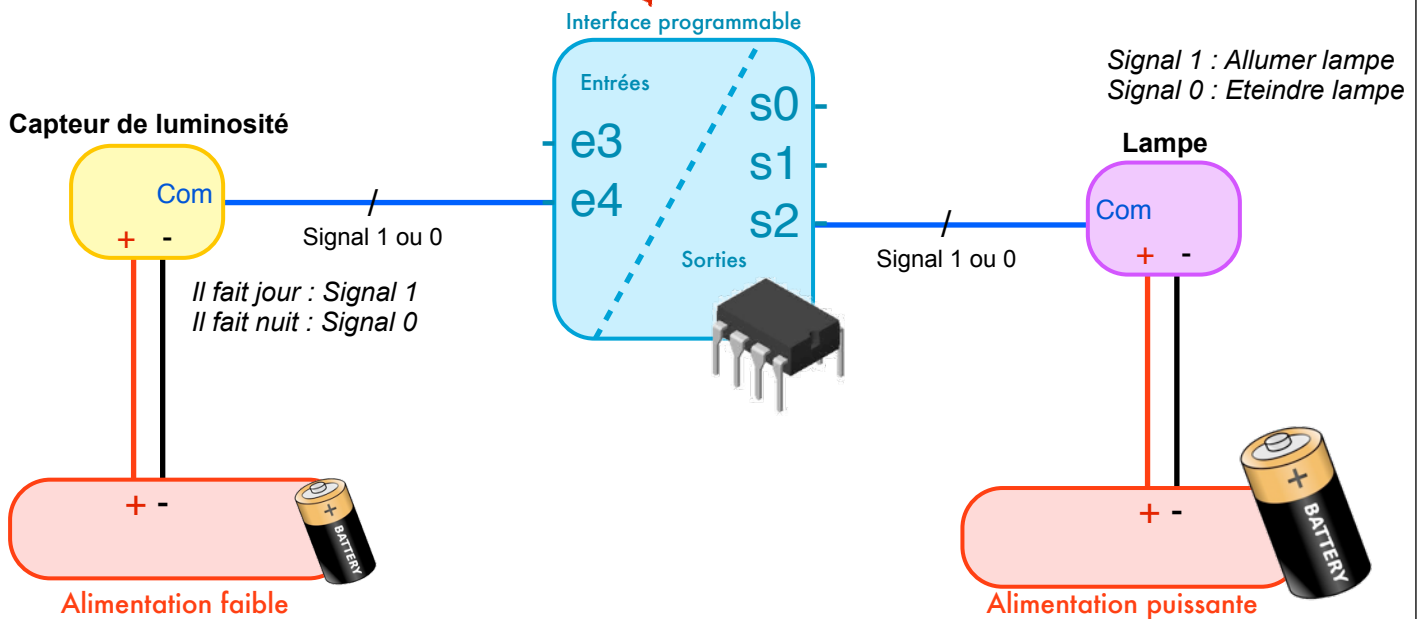 Interface programmable
Signal 1 : Allumer lampe
Signal 0 : Eteindre lampe
Capteur de luminosité
Entrées
s0
e3
Lampe
s1
Com
e4
s2
Com
+ -
Signal 1 ou 0
Sorties
Signal 1 ou 0
+ -
Il fait jour : Signal 1
Il fait nuit : Signal 0
+ -
+
BATTERY
+ -
+
BATTERY
Alimentation faible
Alimentation puissante